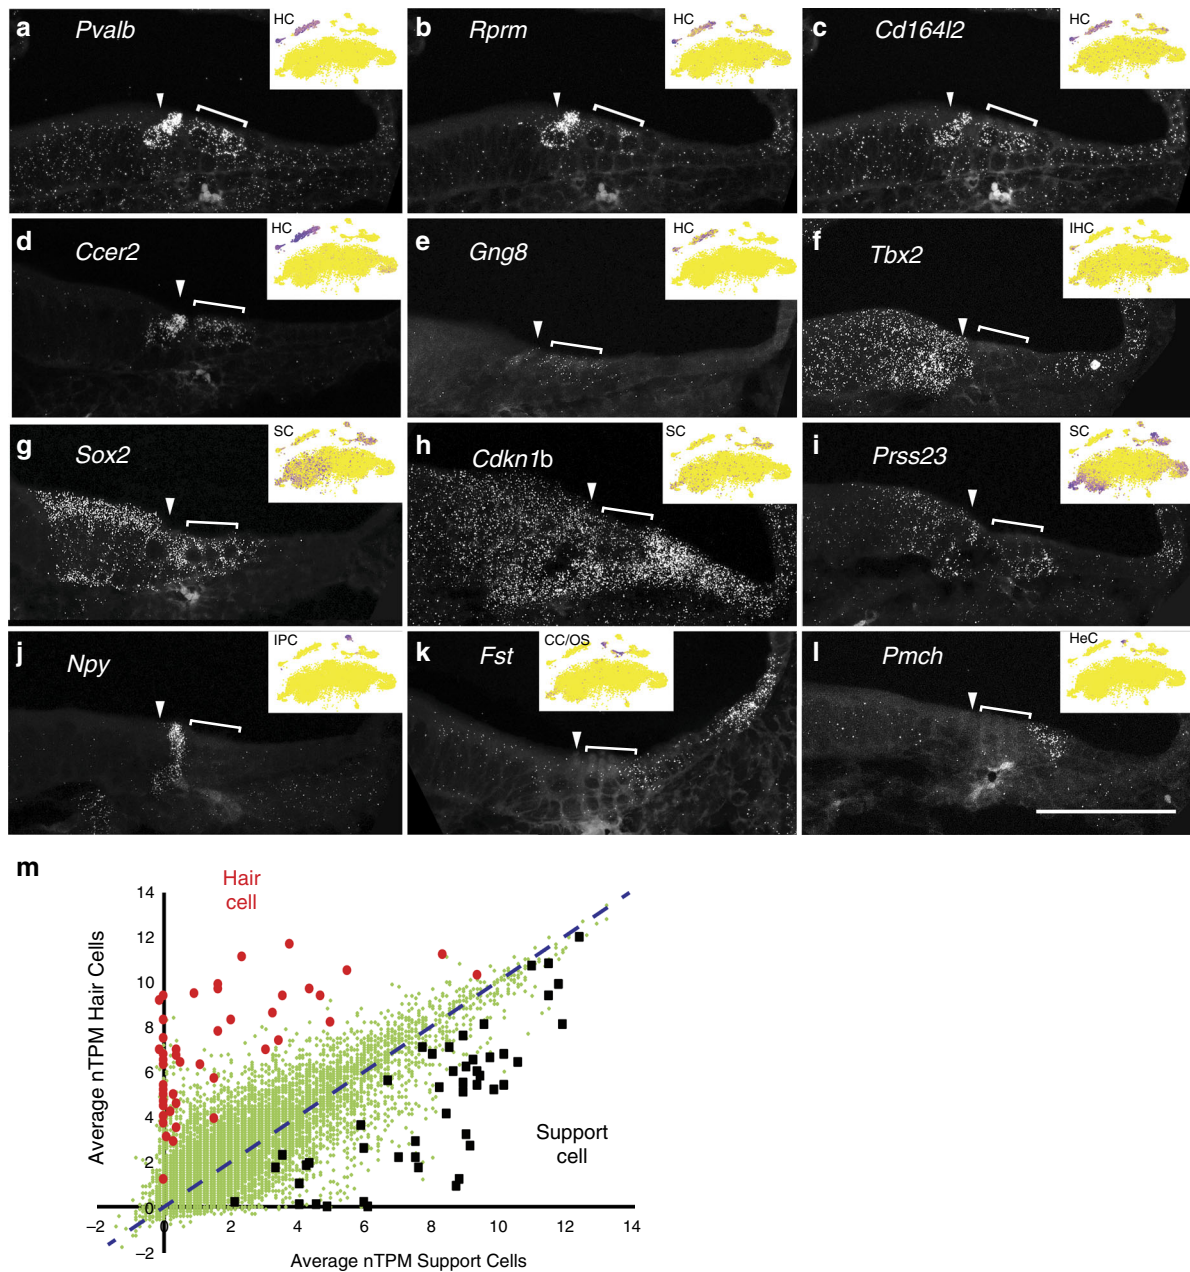 a Pvalb HC
b Rprm HC
c Cd164l2 HC
d Ccer2 HC
e Gng8 HC
f Tbx2 IHC
g Sox2 SC
h Cdkn1b SC
i Prss23 SC
j Npy IPC
k Fst CC/OS
l Pmch HeC
m
Hair
cell
Support
cell
Average nTPM Hair Cells
14
12
10
8
6
4
2
0
–2
–2 0 2 4 6 8 10 12 14
Average nTPM Support Cells